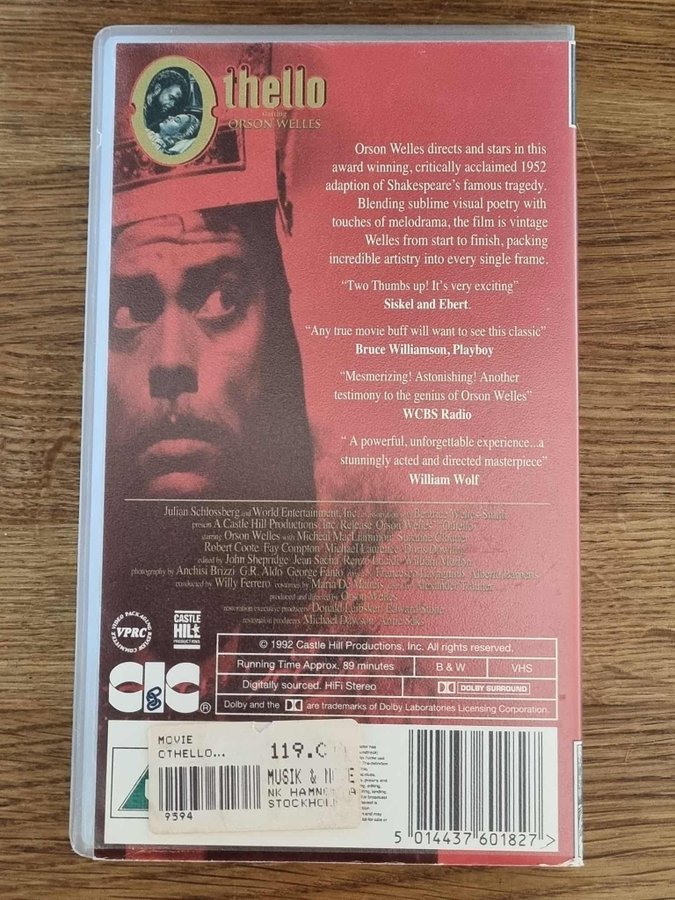 Othello
starring
ORSON WELLES
Orson Welles directs and stars in this
award winning, critically acclaimed 1952
adaption of Shakespeare's famous tragedy.
Blending sublime visual poetry with
touches of melodrama, the film is vintage
Welles from start to finish, packing
incredible artistry into every single frame.
"Two Thumbs up! It's very exciting"
Siskel and Ebert.
"Any true movie buff will want to see this classic"
Bruce Williamson, Playboy
"Mesmerizing! Astonishing! Another
testimony to the genius of Orson Welles"
WCBS Radio
" A powerful, unforgettable experience...a
stunningly acted and directed masterpiece"
William Wolf
Julian Schlossberg and World Entertainment, Inc.
present A Castle Hill Productions, Inc. Release Orson Welles' "Othello"
starring Orson Welles with Micheal MacLiammoir Suzanne Cloutier
Robert Coote Fay Compton Michael Laurence Doris Dowling
edited by John Shepridge Jean Sacha Renzo Lucidi William Morton
photography by Anchisi Brizzi G.R. Aldo George Fanto
conducted by Willy Ferrero costumes by Maria De Matteis
produced and directed by Orson Welles
restoration executive producers Donald Leibsker Edward Stone
restoration producers Michael Dawson Arnie Saks
VIDEO PACKAGING REVIEW COMMITTEE
VPRC
CASTLE
HILL
PRODUCTIONS
© 1992 Castle Hill Productions, Inc. All rights reserved.
Running Time Approx. 89 minutes B & W VHS
Digitally sourced. HiFi Stereo DOLBY SURROUND
Dolby and the are trademarks of Dolby Laboratories Licensing Corporation.
CIC ®
MOVIE
OTHELLO... 119.0
MUSIK &
NK HAMN
STOCKHOL
9594
5 014437 601827 >